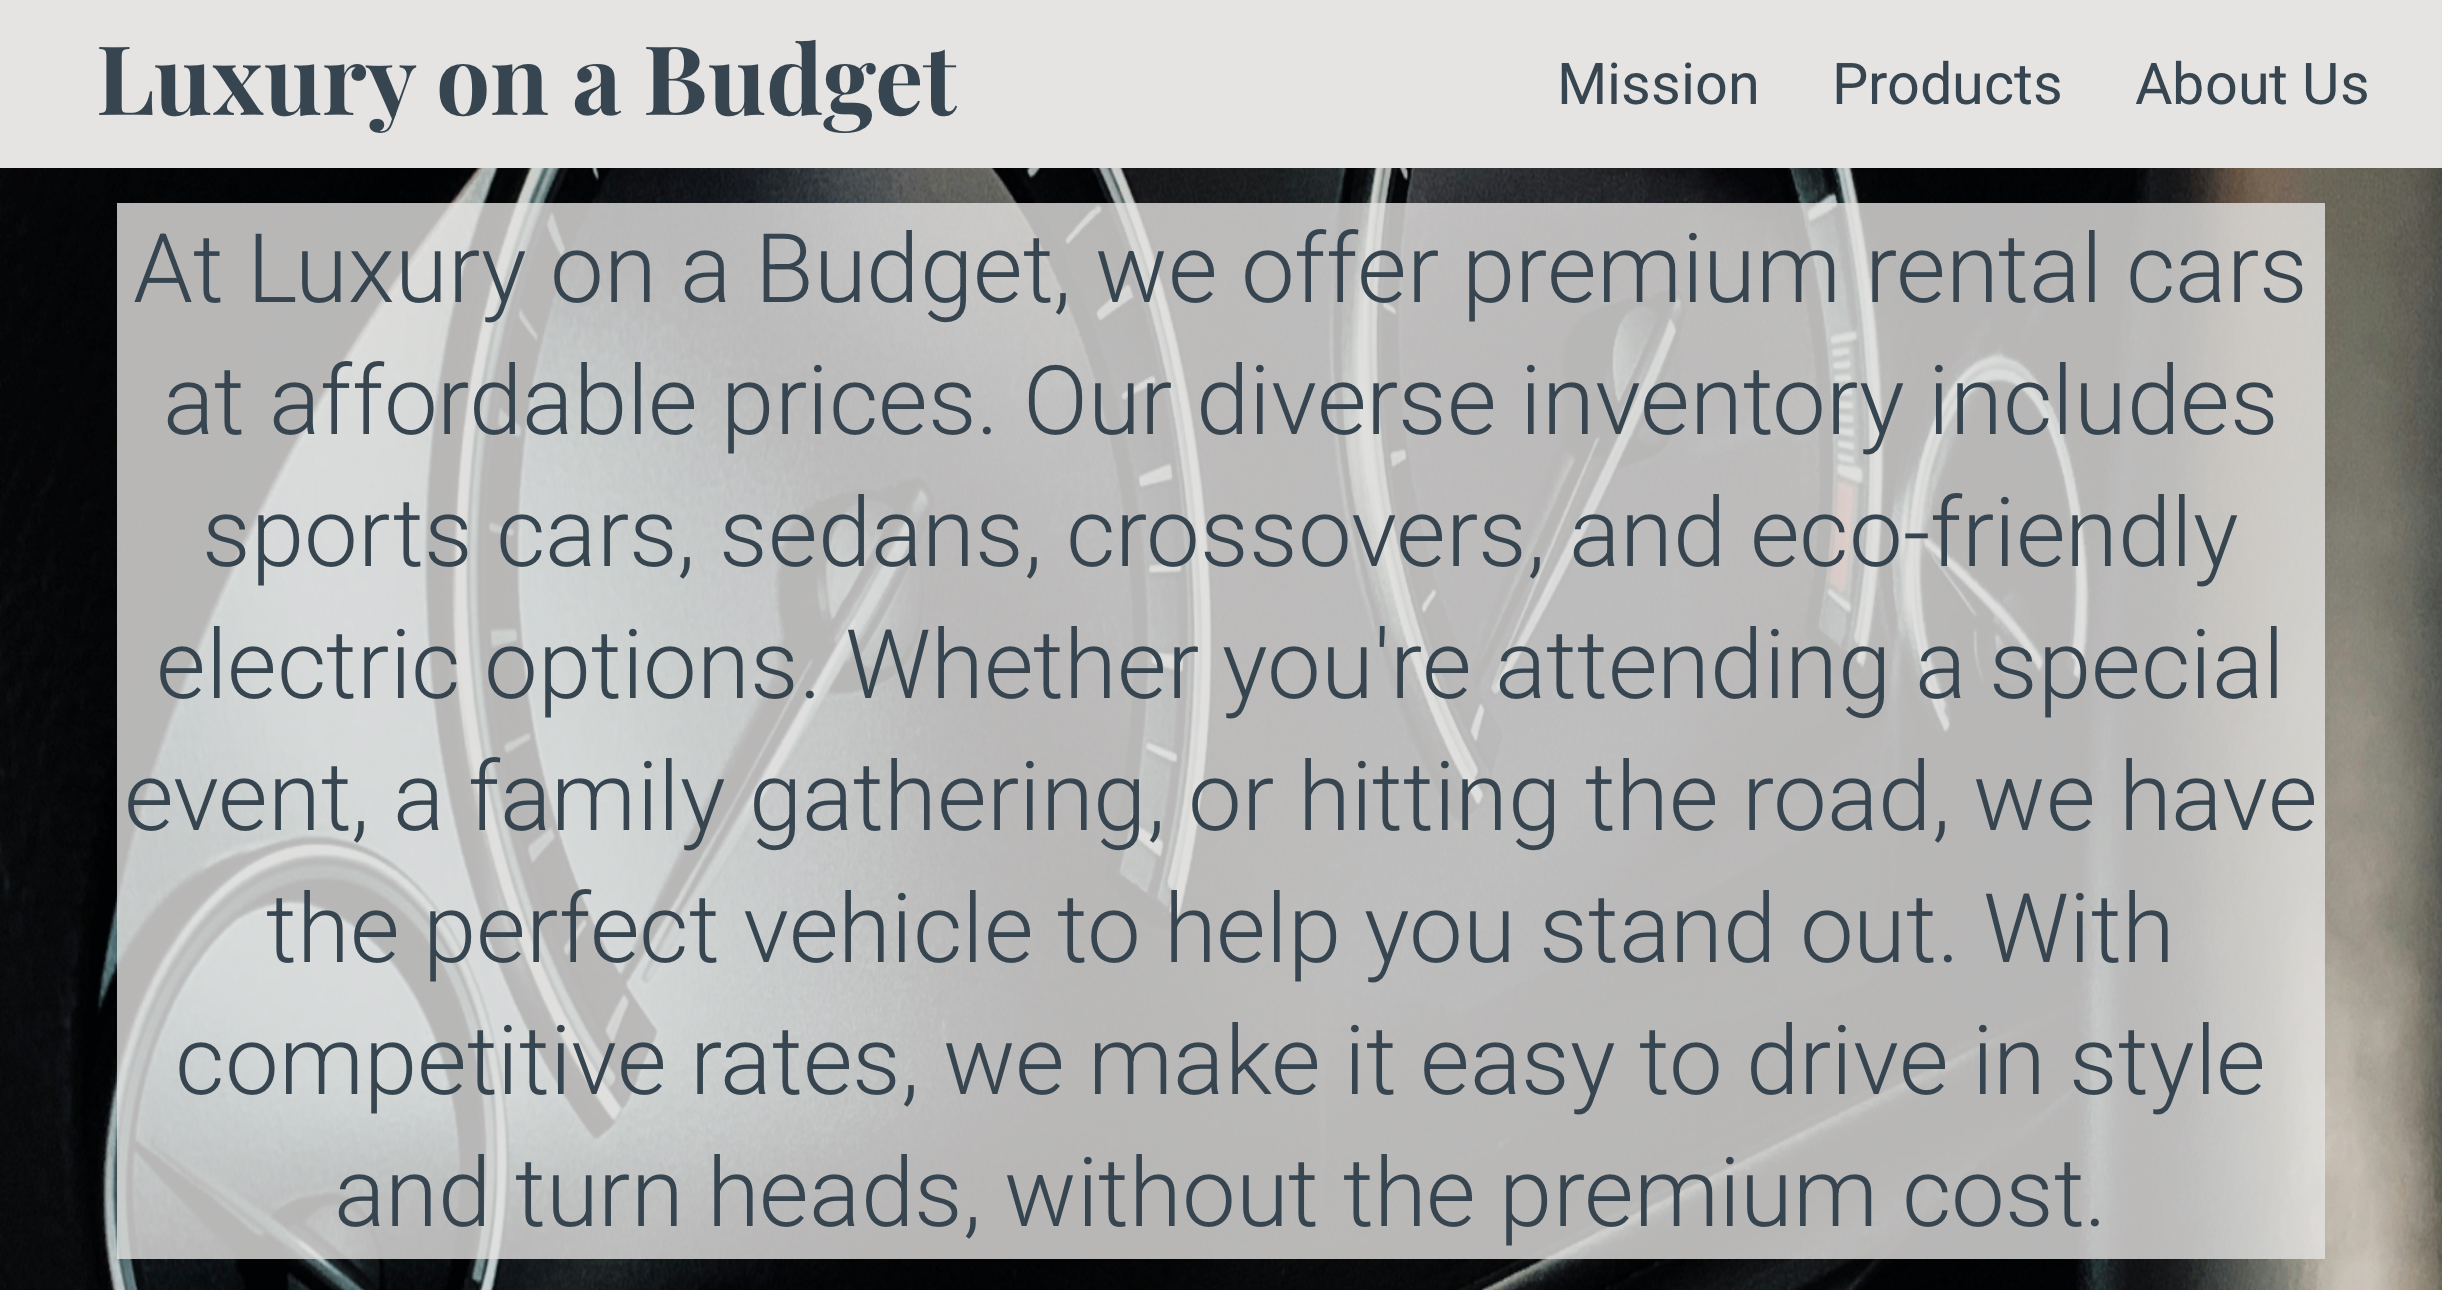 Luxury on a Budget
Mission Products About Us
At Luxury on a Budget, we offer premium rental cars
at affordable prices. Our diverse inventory includes
sports cars, sedans, crossovers, and eco-friendly
electric options. Whether you're attending a special
event, a family gathering, or hitting the road, we have
the perfect vehicle to help you stand out. With
competitive rates, we make it easy to drive in style
and turn heads, without the premium cost.